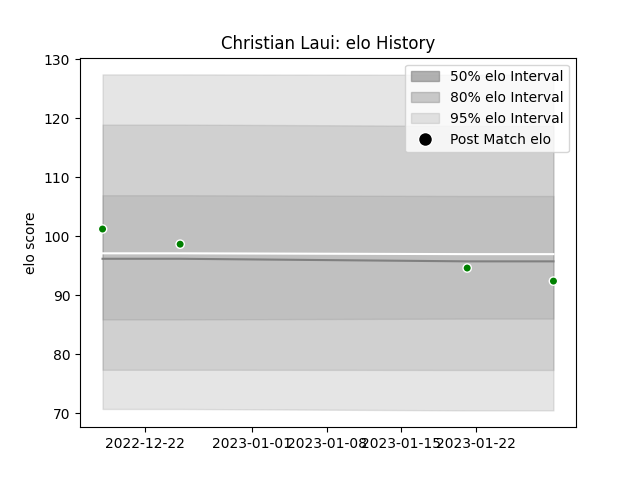 Christian Laui: elo History
50% elo Interval
80% elo Interval
95% elo Interval
Post Match elo
elo score
130
120
110
100
90
80
70
2022-12-22 2023-01-01 2023-01-08 2023-01-15 2023-01-22